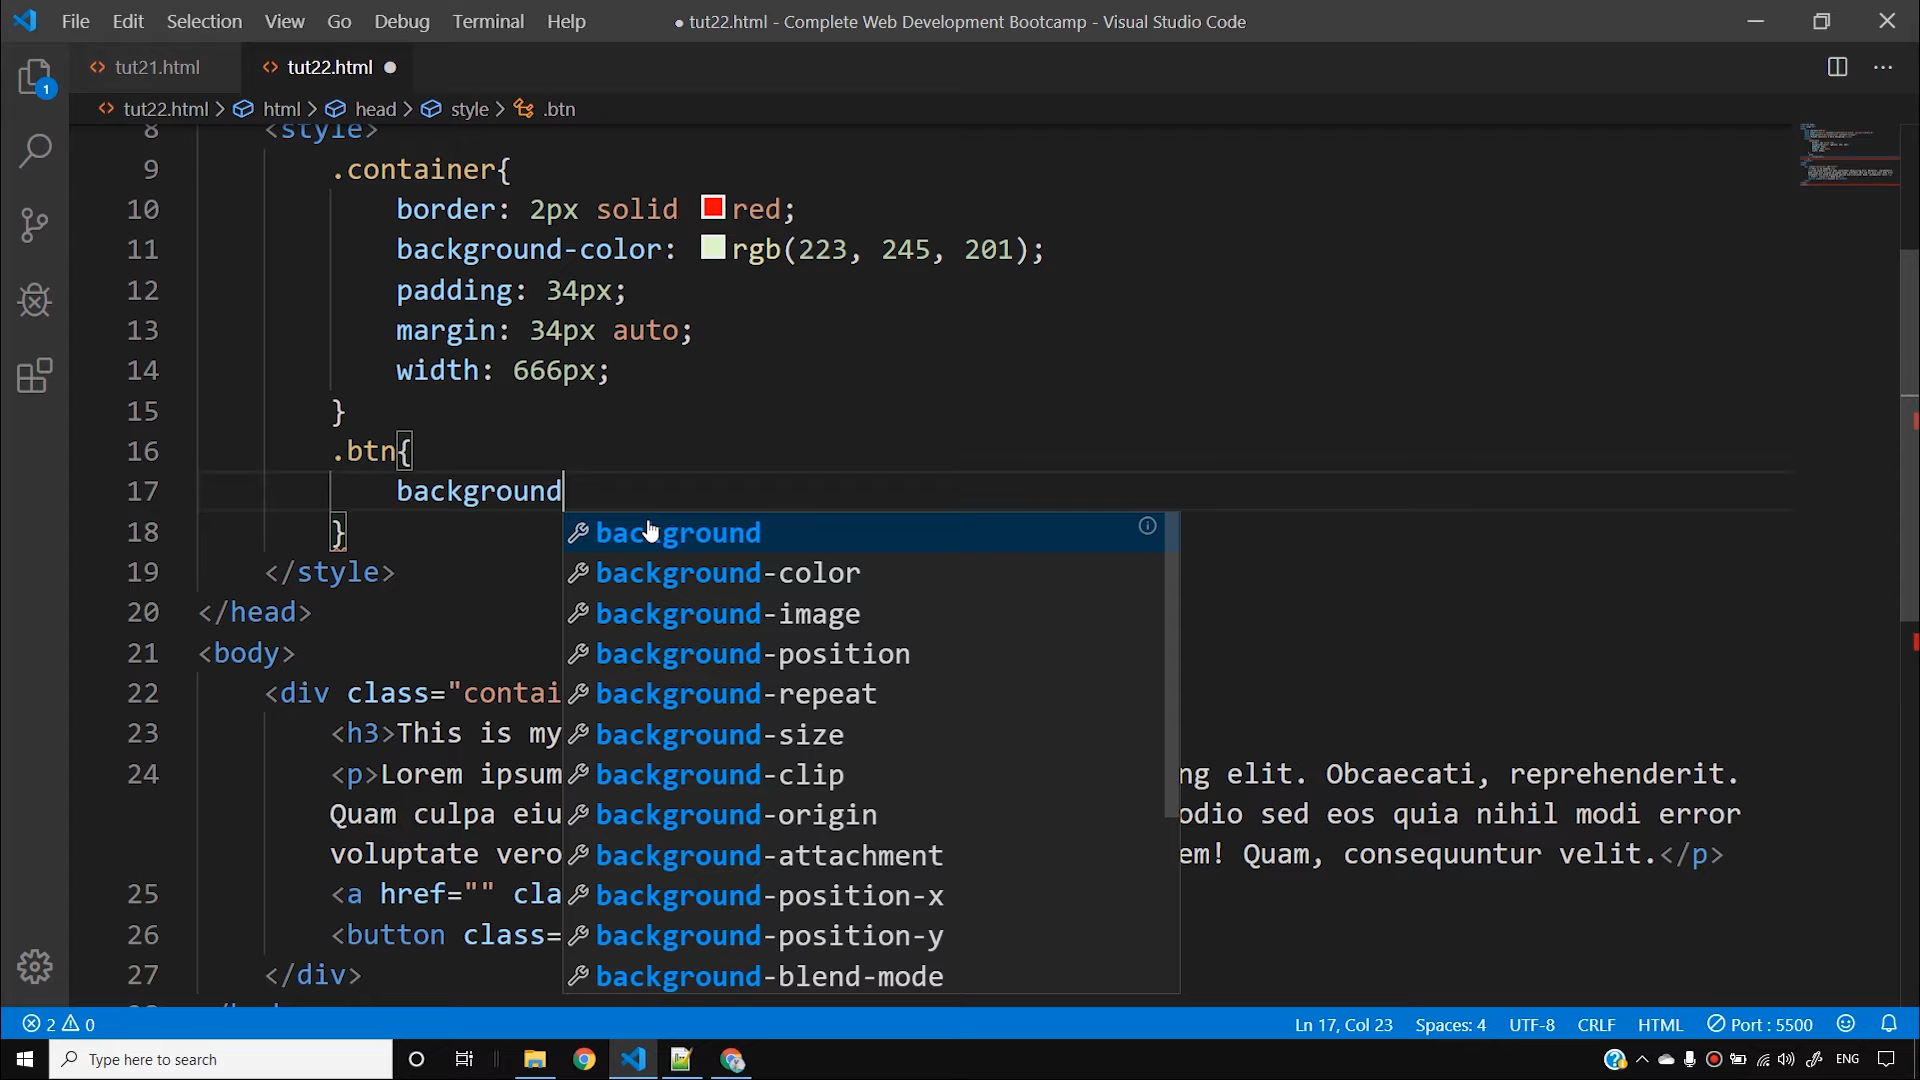 File Edit Selection View Go Debug Terminal Help ● tut22.html - Complete Web Development Bootcamp - Visual Studio Code
tut21.html tut22.html
tut22.html > html > head > style > .btn
8 <style>
9 .container{
10 border: 2px solid red;
11 background-color: rgb(223, 245, 201);
12 padding: 34px;
13 margin: 34px auto;
14 width: 666px;
15 }
16 .btn{
17 background
18 }
19 </style>
20 </head>
21 <body>
22 <div class="contai
23 <h3>This is my
24 <p>Lorem ipsum ng elit. Obcaecati, reprehenderit.
Quam culpa eiu odio sed eos quia nihil modi error
voluptate vero em! Quam, consequuntur velit.</p>
25 <a href="" cla
26 <button class=
27 </div>
background
background-color
background-image
background-position
background-repeat
background-size
background-clip
background-origin
background-attachment
background-position-x
background-position-y
background-blend-mode
1
2 0 Ln 17, Col 23 Spaces: 4 UTF-8 CRLF HTML Port : 5500
Type here to search ENG